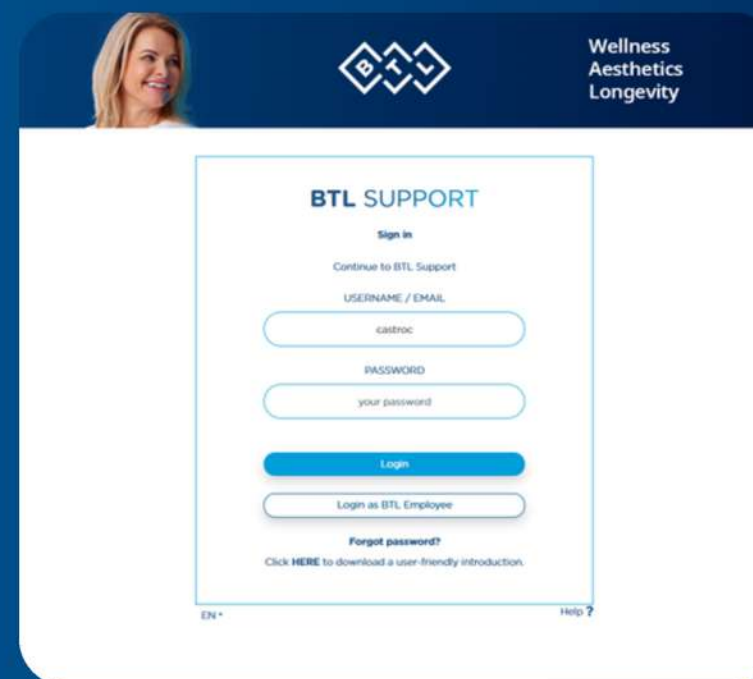 BTL
Wellness
Aesthetics
Longevity
BTL SUPPORT
Sign in
Continue to BTL Support
USERNAME / EMAIL
castroc
PASSWORD
your password
Login
Login as BTL Employee
Forgot password?
Click HERE to download a user-friendly introduction.
EN
Help ?